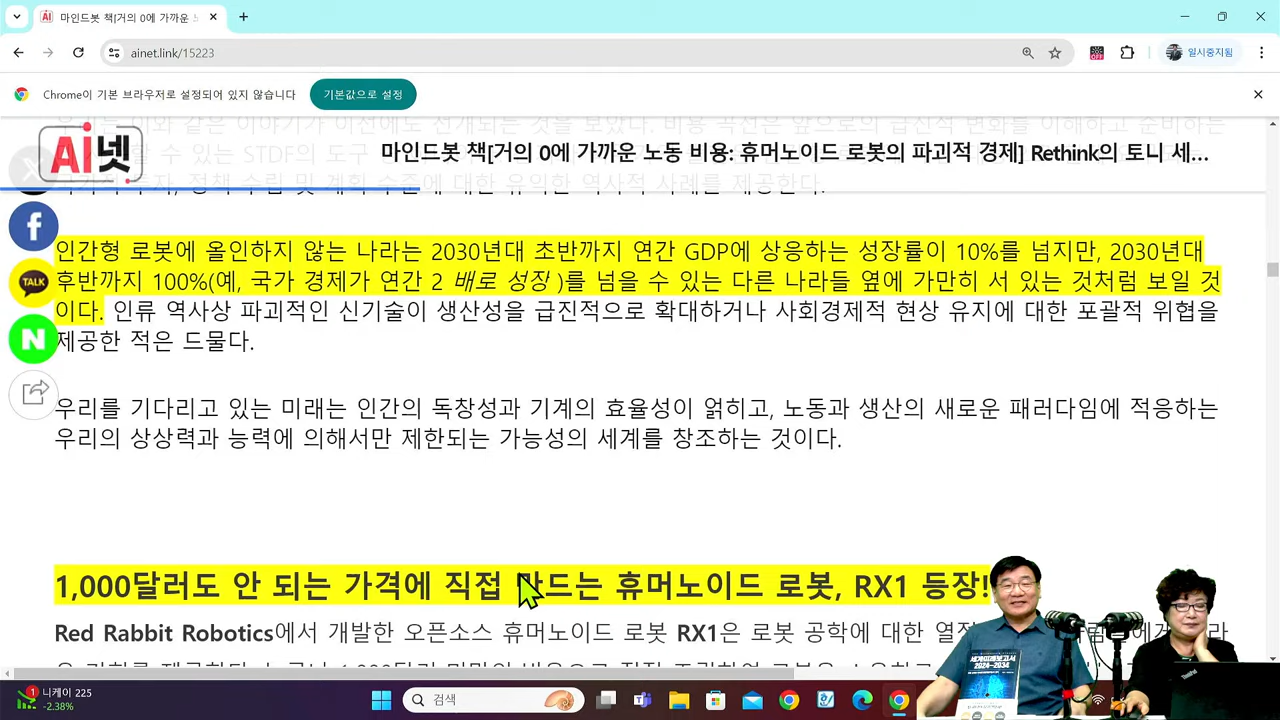 마인드봇 책[거의 0에 가까운 노
ainet.link/15223
OFF
일시중지됨
Chrome이 기본 브라우저로 설정되어 있지 않습니다
기본값으로 설정
Ai넷
마인드봇 책[거의 0에 가까운 노동 비용: 휴머노이드 로봇의 파괴적 경제] Rethink의 토니 세...
f
TALK
N
인간형 로봇에 올인하지 않는 나라는 2030년대 초반까지 연간 GDP에 상응하는 성장률이 10%를 넘지만, 2030년대
후반까지 100%(예, 국가 경제가 연간 2 배로 성장 )를 넘을 수 있는 다른 나라들 옆에 가만히 서 있는 것처럼 보일 것
이다. 인류 역사상 파괴적인 신기술이 생산성을 급진적으로 확대하거나 사회경제적 현상 유지에 대한 포괄적 위협을
제공한 적은 드물다.
우리를 기다리고 있는 미래는 인간의 독창성과 기계의 효율성이 얽히고, 노동과 생산의 새로운 패러다임에 적응하는
우리의 상상력과 능력에 의해서만 제한되는 가능성의 세계를 창조하는 것이다.
1,000달러도 안 되는 가격에 직접 만드는 휴머노이드 로봇, RX1 등장!
Red Rabbit Robotics에서 개발한 오픈소스 휴머노이드 로봇 RX1은 로봇 공학에 대한
세계미래보고서
2024-2034
1
니케이 225
-2.38%
검색